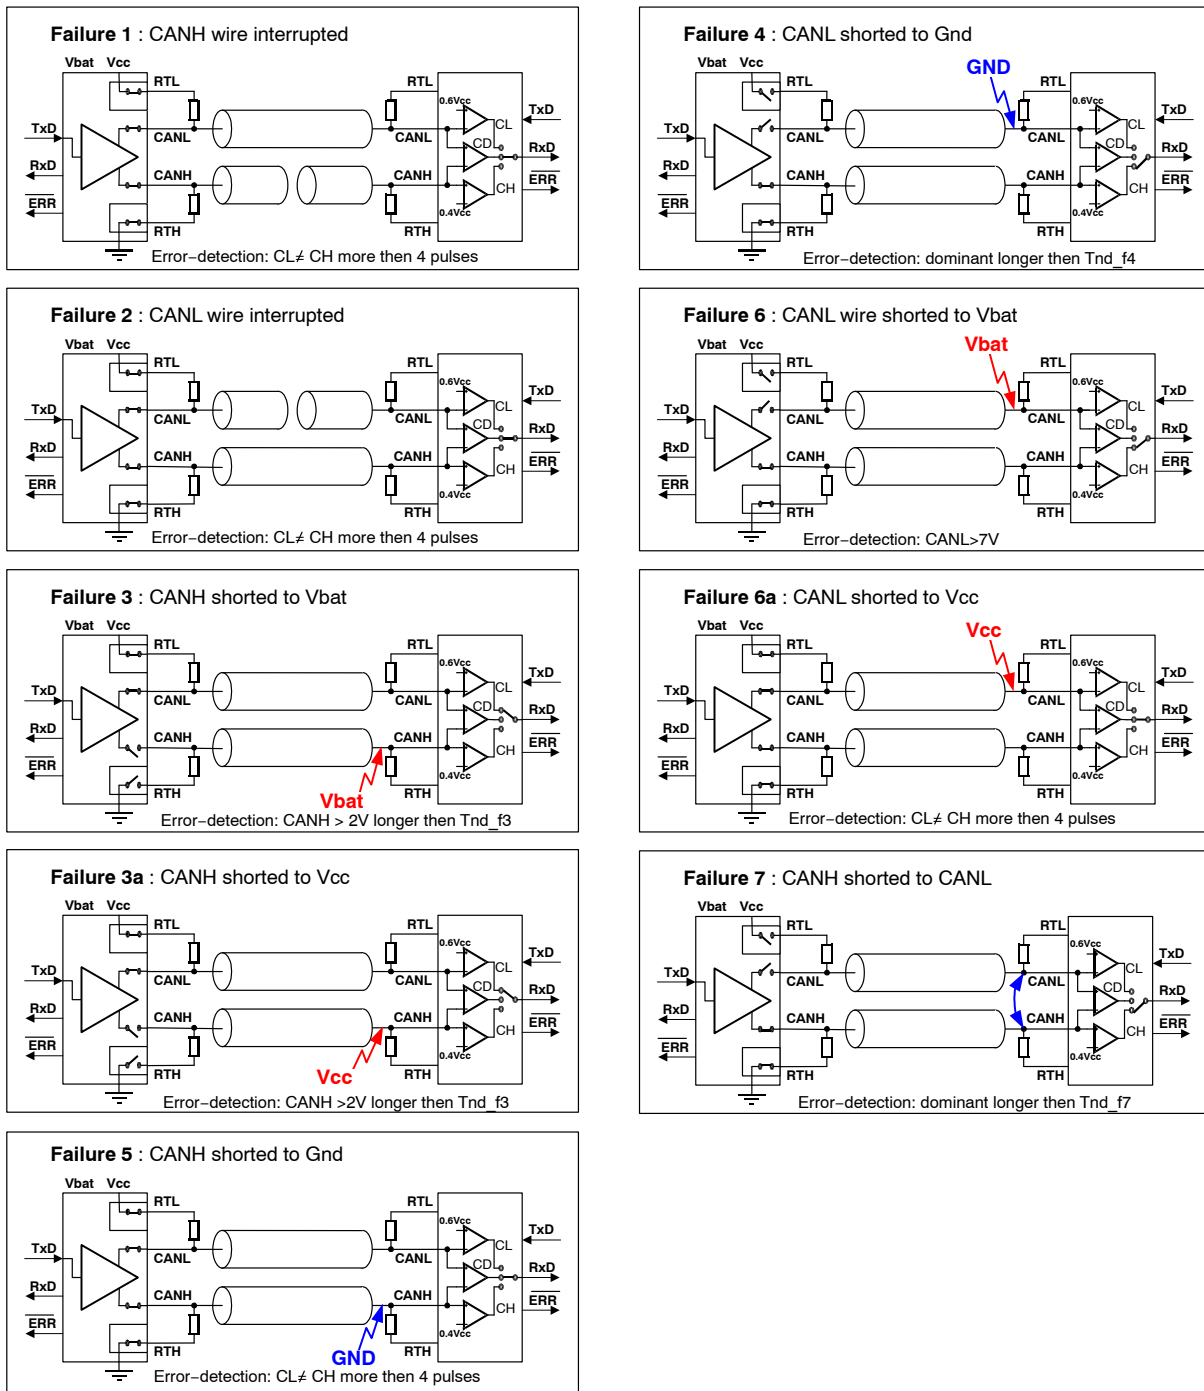 Failure 1 : CANH wire interrupted
Vbat Vcc
RTL
0.6Vcc
TxD
CANL
CANL
CL
TxD
CD
RxD
RxD
CANH
CANH
CH
ERR
ERR
0.4Vcc
RTH
RTH
Error–detection: CL≠ CH more then 4 pulses
RTL
Failure 2 : CANL wire interrupted
Vbat Vcc
RTL
RTL
0.6Vcc
TxD
CANL
CANL
CL
TxD
CD
RxD
RxD
CANH
CANH
CH
ERR
ERR
0.4Vcc
RTH
RTH
Error–detection: CL≠ CH more then 4 pulses
Failure 3 : CANH shorted to Vbat
Vbat Vcc
RTL
RTL
0.6Vcc
TxD
CANL
CANL
CL
TxD
CD
RxD
RxD
CANH
CANH
CH
ERR
ERR
0.4Vcc
Vbat
RTH
RTH
Error–detection: CANH > 2V longer then Tnd_f3
Failure 3a : CANH shorted to Vcc
Vbat Vcc
RTL
RTL
0.6Vcc
TxD
CANL
CANL
CL
TxD
CD
RxD
RxD
CANH
CANH
CH
ERR
ERR
0.4Vcc
Vcc
RTH
RTH
Error–detection: CANH >2V longer then Tnd_f3
Failure 5 : CANH shorted to Gnd
Vbat Vcc
RTL
RTL
0.6Vcc
TxD
CANL
CANL
CL
TxD
CD
RxD
RxD
CANH
CANH
CH
ERR
ERR
0.4Vcc
GND
RTH
RTH
Error–detection: CL≠ CH more then 4 pulses
Failure 4 : CANL shorted to Gnd
Vbat Vcc
GND
RTL
RTL
0.6Vcc
TxD
CANL
CANL
CL
TxD
CD
RxD
RxD
CANH
CANH
CH
ERR
ERR
0.4Vcc
RTH
RTH
Error–detection: dominant longer then Tnd_f4
Failure 6 : CANL wire shorted to Vbat
Vbat Vcc
Vbat
RTL
RTL
0.6Vcc
TxD
CANL
CANL
CL
TxD
CD
RxD
RxD
CANH
CANH
CH
ERR
ERR
0.4Vcc
RTH
RTH
Error–detection: CANL>7V
Failure 6a : CANL shorted to Vcc
Vbat Vcc
Vcc
RTL
RTL
0.6Vcc
TxD
CANL
CANL
CL
TxD
CD
RxD
RxD
CANH
CANH
CH
ERR
ERR
0.4Vcc
RTH
RTH
Error–detection: CL≠ CH more then 4 pulses
Failure 7 : CANH shorted to CANL
Vbat Vcc
RTL
RTL
0.6Vcc
TxD
CANL
CANL
CL
TxD
CD
RxD
RxD
CANH
CANH
CH
ERR
ERR
0.4Vcc
RTH
RTH
Error–detection: dominant longer then Tnd_f7